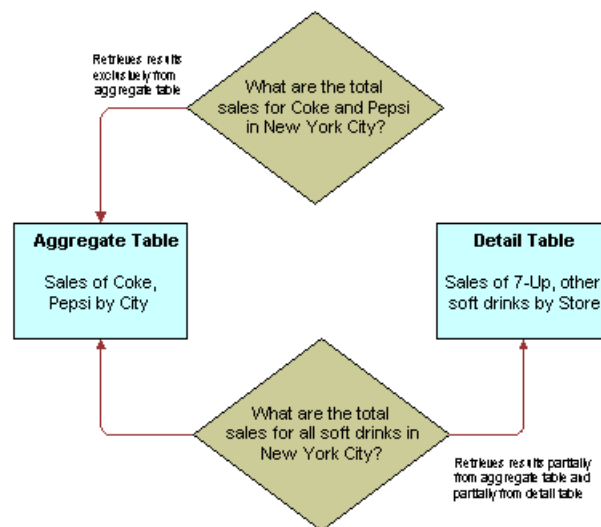 Retrieves results
exclusively from
aggregate table
What are the total
sales for Coke and Pepsi
in New York City?
Aggregate Table
Sales of Coke,
Pepsi by City
Detail Table
Sales of 7-Up, other
soft drinks by Store
What are the total
sales for all soft drinks in
New York City?
Retrieves results partially
from aggregate table and
partially from detail table